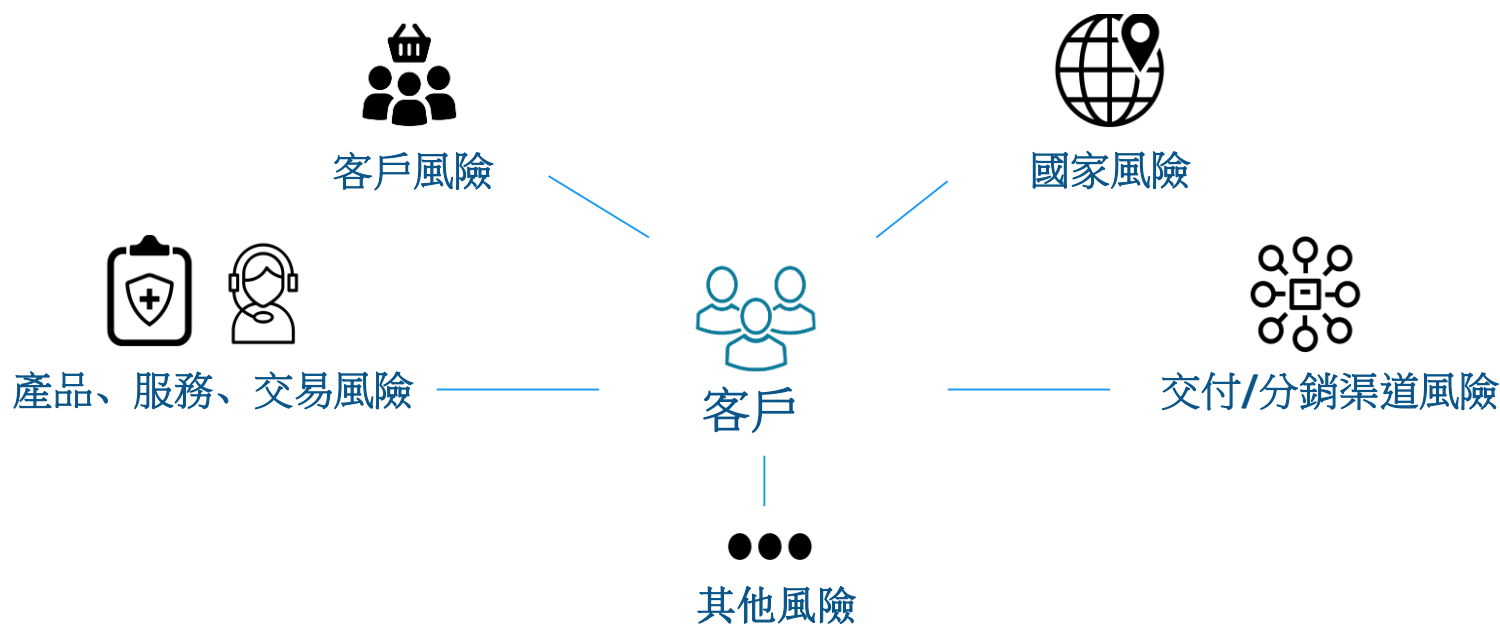 客戶風險
國家風險
產品、服務、交易風險
客戶
交付/分銷渠道風險
其他風險